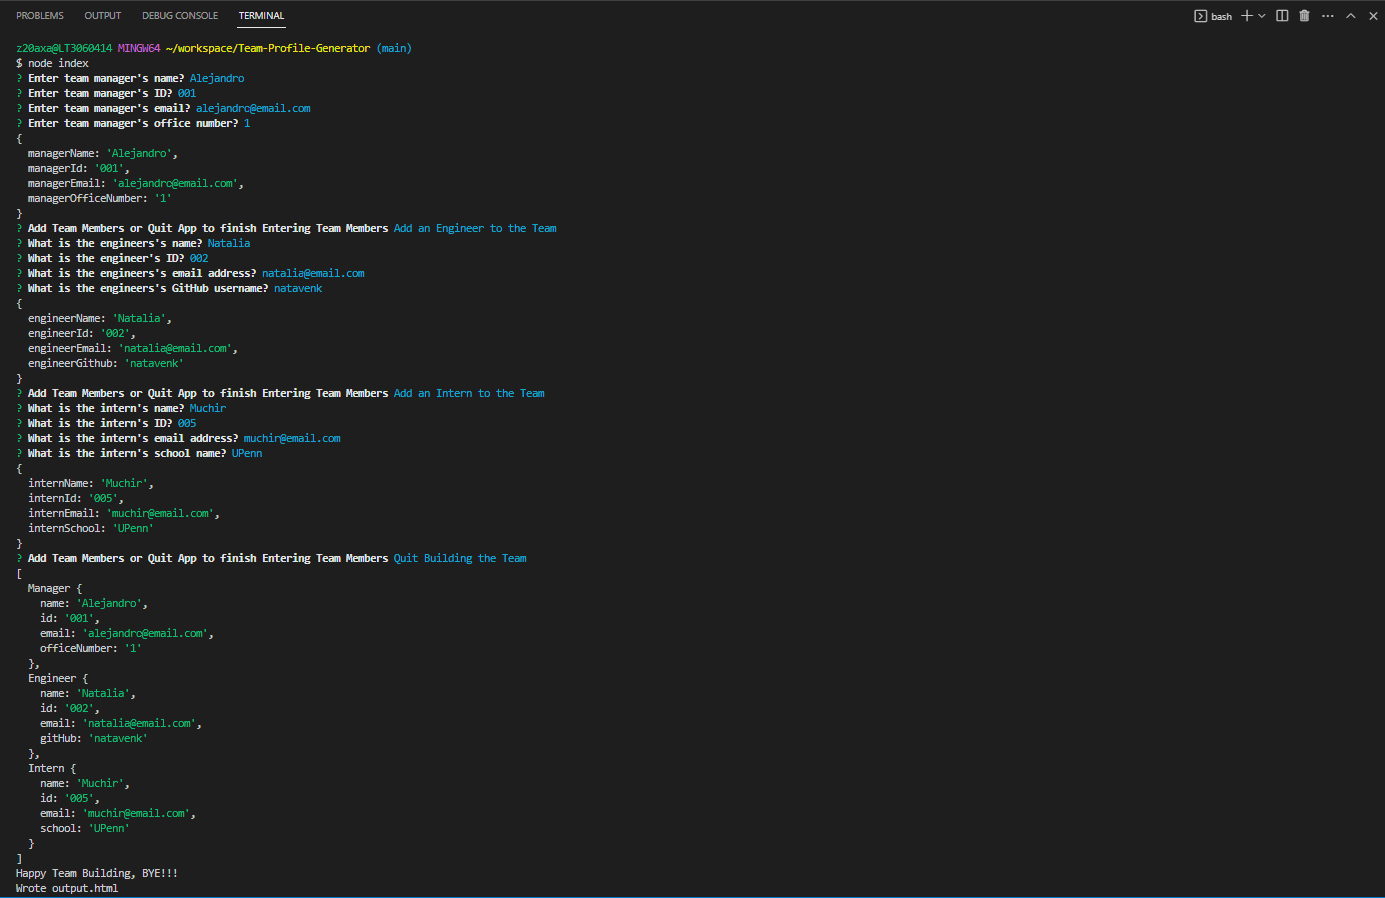 PROBLEMS OUTPUT DEBUG CONSOLE TERMINAL bash
z20axa@LT3060414 MINGW64 ~/workspace/Team-Profile-Generator (main)
$ node index
? Enter team manager's name? Alejandro
? Enter team manager's ID? 001
? Enter team manager's email? alejandro@email.com
? Enter team manager's office number? 1
{
  managerName: 'Alejandro',
  managerId: '001',
  managerEmail: 'alejandro@email.com',
  managerOfficeNumber: '1'
}
? Add Team Members or Quit App to finish Entering Team Members Add an Engineer to the Team
? What is the engineers's name? Natalia
? What is the engineer's ID? 002
? What is the engineers's email address? natalia@email.com
? What is the engineers's GitHub username? natavenk
{
  engineerName: 'Natalia',
  engineerId: '002',
  engineerEmail: 'natalia@email.com',
  engineerGithub: 'natavenk'
}
? Add Team Members or Quit App to finish Entering Team Members Add an Intern to the Team
? What is the intern's name? Muchir
? What is the intern's ID? 005
? What is the intern's email address? muchir@email.com
? What is the intern's school name? UPenn
{
  internName: 'Muchir',
  internId: '005',
  internEmail: 'muchir@email.com',
  internSchool: 'UPenn'
}
? Add Team Members or Quit App to finish Entering Team Members Quit Building the Team
[
  Manager {
    name: 'Alejandro',
    id: '001',
    email: 'alejandro@email.com',
    officeNumber: '1'
  },
  Engineer {
    name: 'Natalia',
    id: '002',
    email: 'natalia@email.com',
    gitHub: 'natavenk'
  },
  Intern {
    name: 'Muchir',
    id: '005',
    email: 'muchir@email.com',
    school: 'UPenn'
  }
]
Happy Team Building, BYE!!!
Wrote output.html